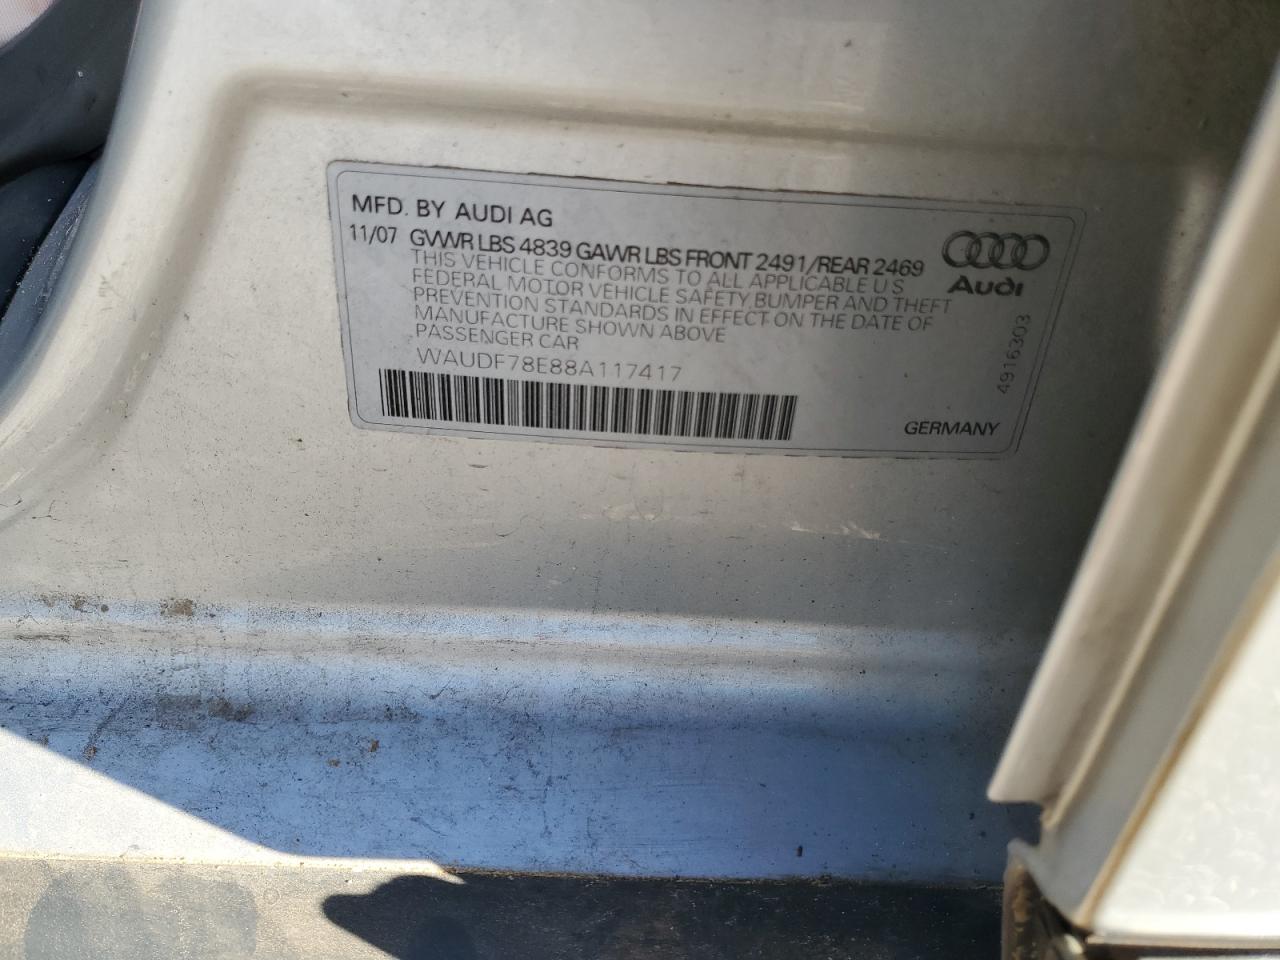 MFD. BY AUDI AG
11/07 GVWR LBS 4839 GAWR LBS FRONT 2491/REAR 2469
THIS VEHICLE CONFORMS TO ALL APPLICABLE U S
FEDERAL MOTOR VEHICLE SAFETY, BUMPER AND THEFT
PREVENTION STANDARDS IN EFFECT ON THE DATE OF
MANUFACTURE SHOWN ABOVE
PASSENGER CAR
WAUDF78E88A117417
Audi
4916303
GERMANY